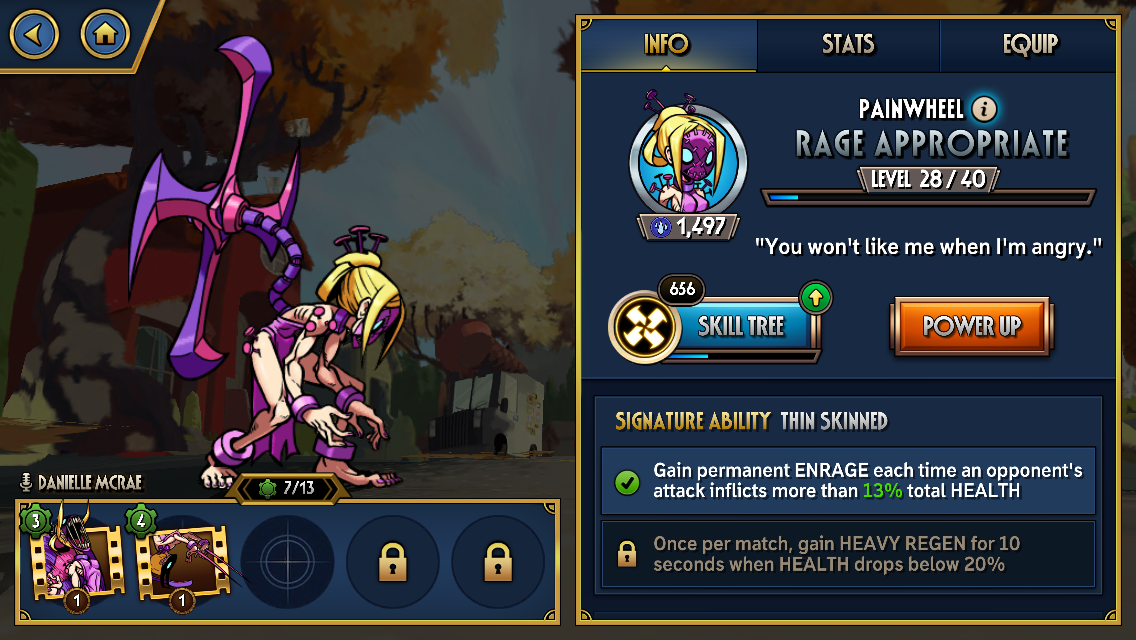 INFO
STATS
EQUIP
PAINWHEEL i
RAGE APPROPRIATE
LEVEL 28 / 40
1,497
"You won't like me when I'm angry."
656
SKILL TREE
POWER UP
SIGNATURE ABILITY THIN SKINNED
Gain permanent ENRAGE each time an opponent's
attack inflicts more than 13% total HEALTH
Once per match, gain HEAVY REGEN for 10
seconds when HEALTH drops below 20%
DANIELLE MCRAE
7/13
3
4
1
1